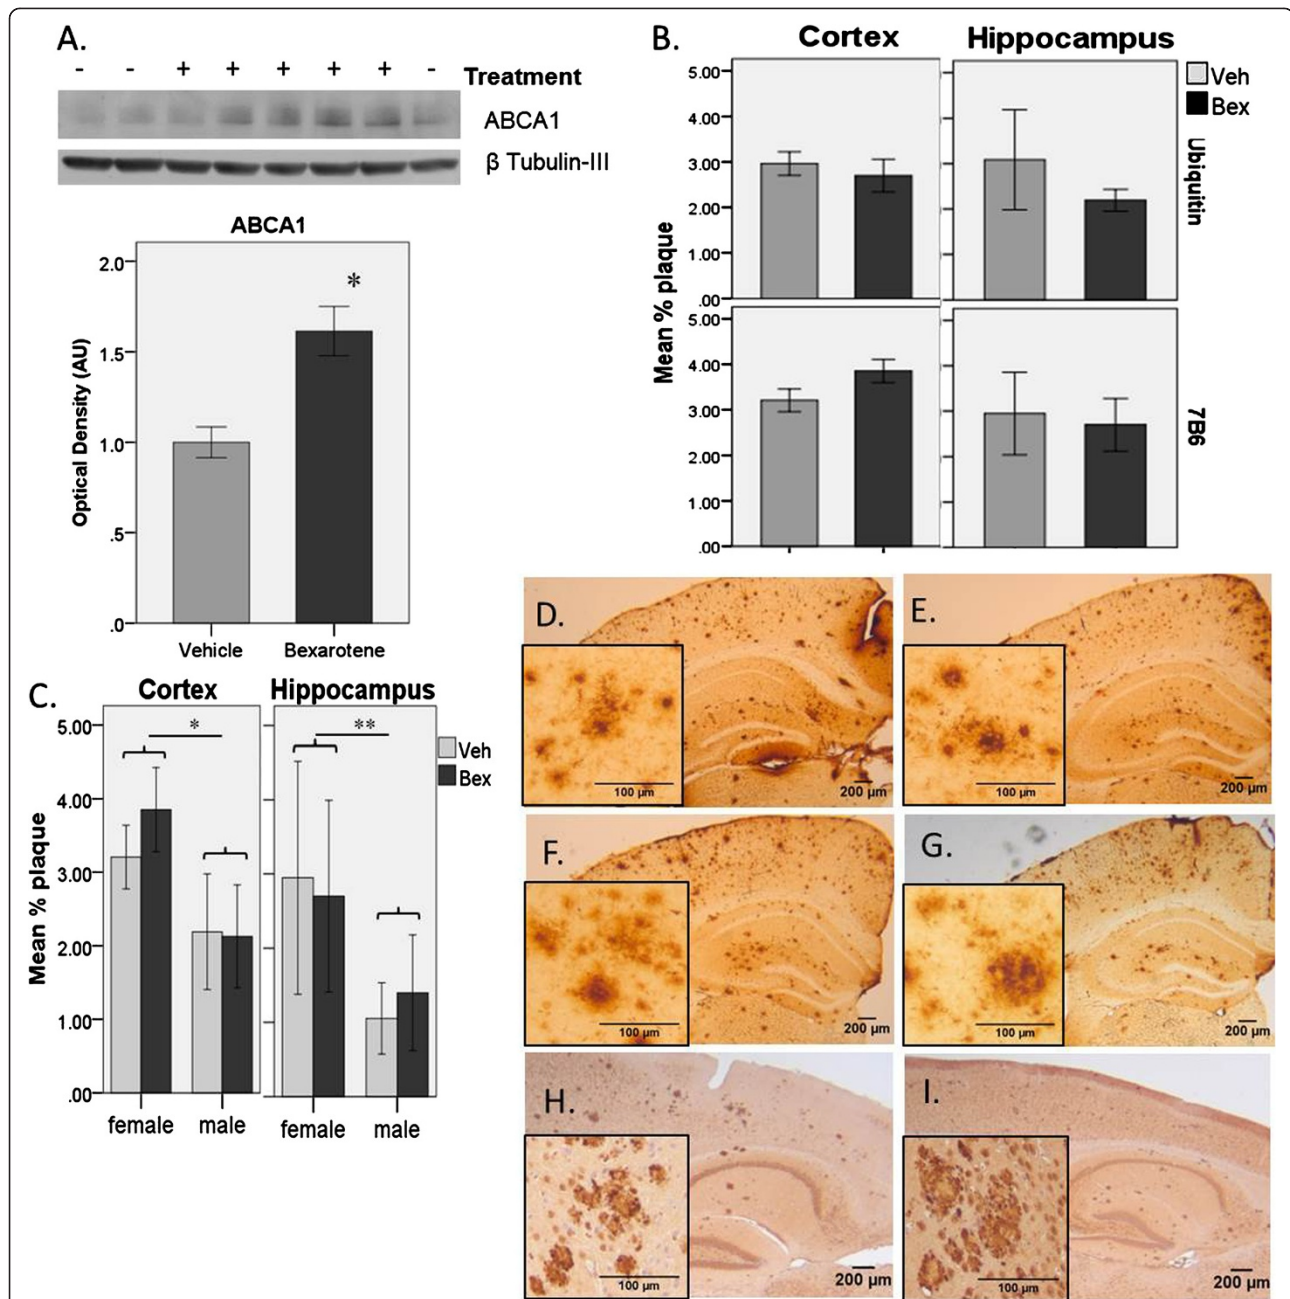 A.
- - + + + + + - Treatment
ABCA1
β Tubulin-III
ABCA1
2.0
1.5
1.0
.5
.0
Optical Density (AU)
*
Vehicle Bexarotene
B.
Cortex Hippocampus
Veh
Bex
5.00
4.00
3.00
2.00
1.00
.00
Ubiquitin
Mean % plaque
5.00
4.00
3.00
2.00
1.00
.00
7B6
C.
Cortex Hippocampus
* **
Veh
Bex
5.00
4.00
3.00
2.00
1.00
.00
Mean % plaque
female male female male
D.
100 µm
200 µm
E.
100 µm
200 µm
F.
100 µm
200 µm
G.
100 µm
200 µm
H.
100 µm
200 µm
I.
100 µm
200 µm